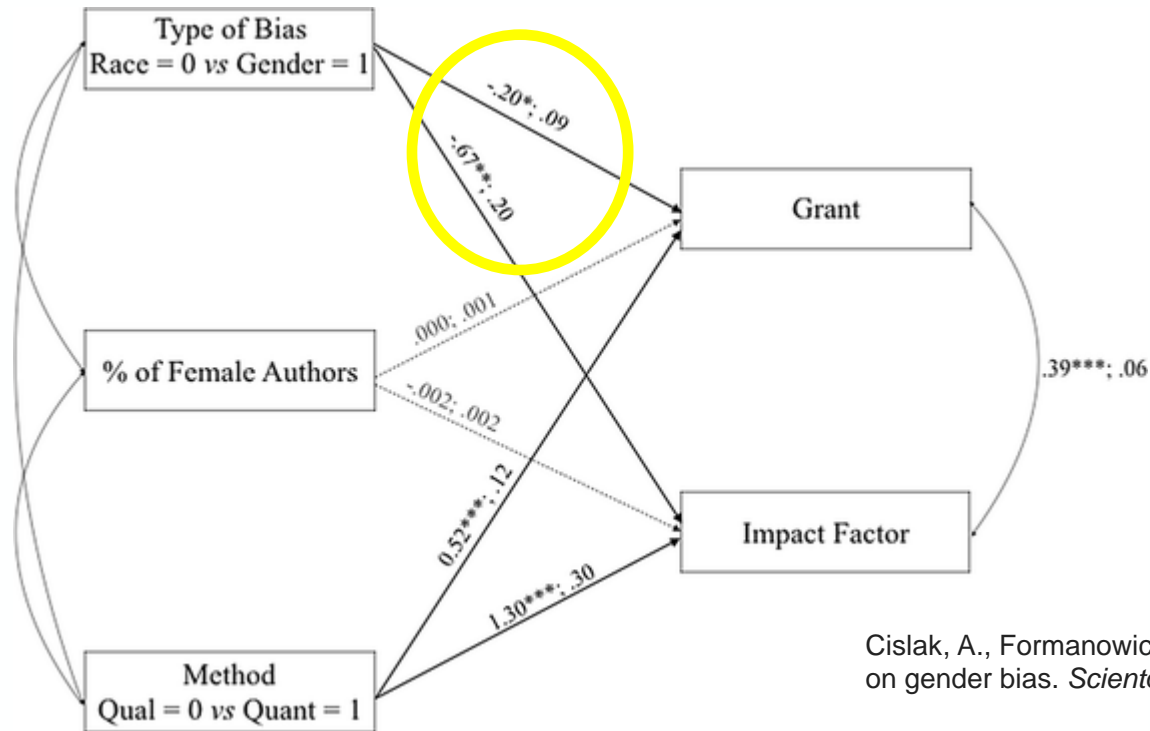 Type of Bias
Race = 0 vs Gender = 1
-.20*; .09
-.67**; .20
Grant
.000; .001
% of Female Authors
-.002; .002
.39***; .06
0.52***; .12
Impact Factor
1.30***; .30
Method
Qual = 0 vs Quant = 1
Cislak, A., Formanowic
on gender bias. Sciento